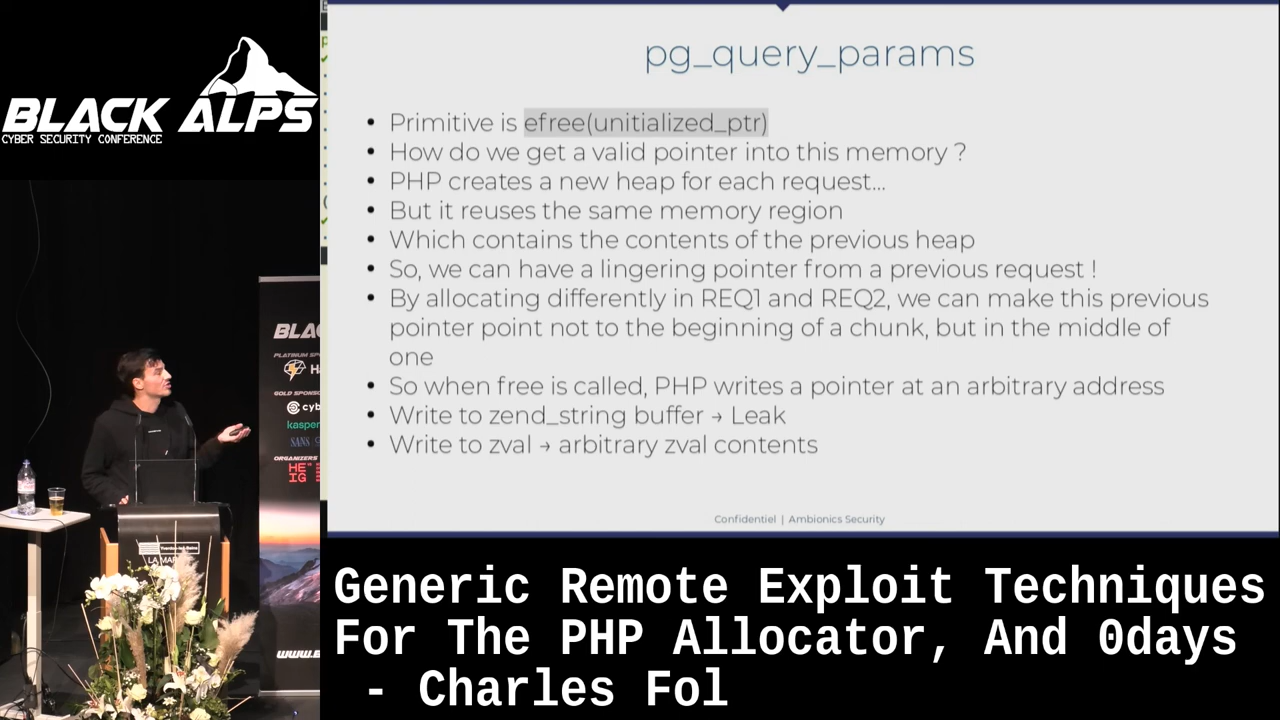 BLACK ALPS
CYBER SECURITY CONFERENCE
pg_query_params
• Primitive is efree(unitialized_ptr)
• How do we get a valid pointer into this memory ?
• PHP creates a new heap for each request...
• But it reuses the same memory region
• Which contains the contents of the previous heap
• So, we can have a lingering pointer from a previous request !
• By allocating differently in REQ1 and REQ2, we can make this previous
pointer point not to the beginning of a chunk, but in the middle of
one
• So when free is called, PHP writes a pointer at an arbitrary address
• Write to zend_string buffer → Leak
• Write to zval → arbitrary zval contents
Confidentiel | Ambionics Security
PLATINUM
GOLD
SANS
HE
IG
LA
Generic Remote Exploit Techniques
For The PHP Allocator, And 0days
- Charles Fol